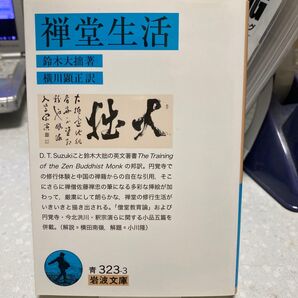 禅堂生活
鈴木大拙著
横川顕正訳
大拙
D. T. Suzukiこと鈴木大拙の英文著書The Training
of the Zen Buddhist Monkの邦訳。円覚寺で
の修行体験と中国の禅籍からの自在な引用、そこ
にさらに禅僧佐藤禅忠の筆になる多彩な挿絵が加
わって、厳粛にして朗らかな、禅堂の修行生活が
いきいきと描き出される。「僧堂教育論」および
円覚寺・今北洪川・釈宗演らに関する小品五篇を
併載。(解説=横田南嶺、解題=小川隆)
青 323-3
岩波文庫